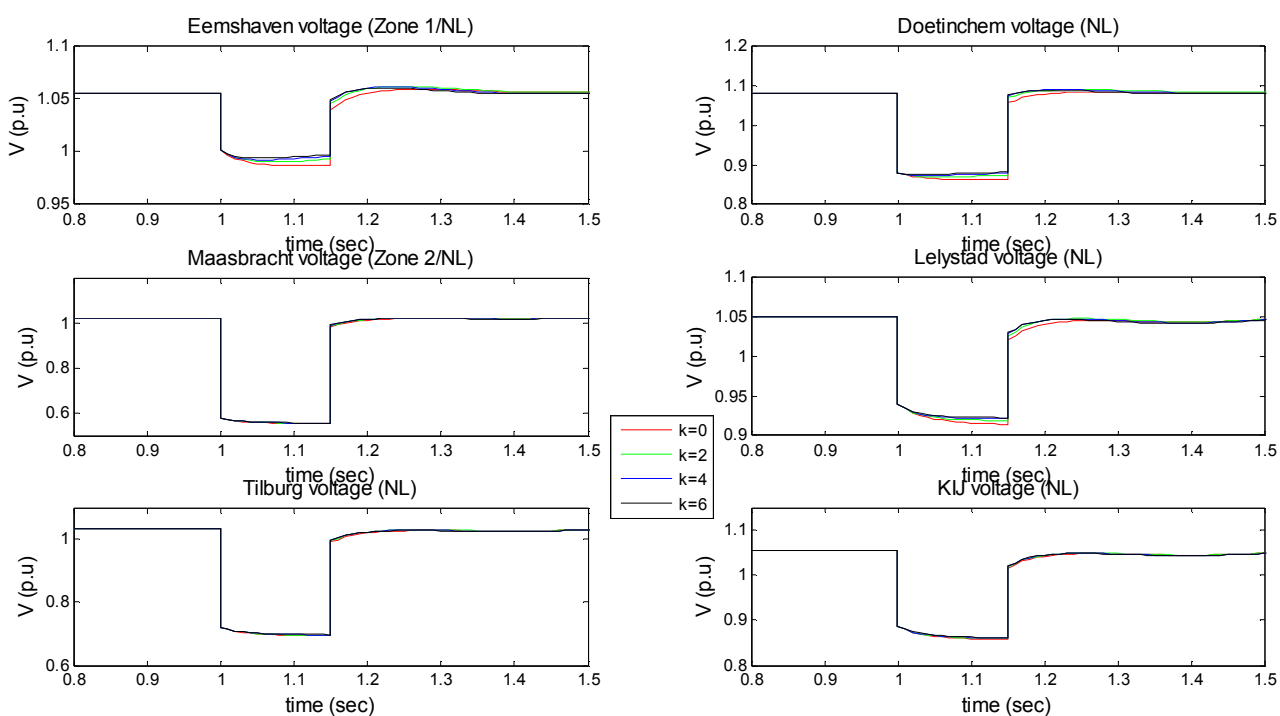 Eemshaven voltage (Zone 1/NL)
1.1
1.05
1
0.95
V (p.u)
0.8 0.9 1 1.1 1.2 1.3 1.4 1.5
time (sec)
Doetinchem voltage (NL)
1.2
1.1
1
0.9
0.8
V (p.u)
0.8 0.9 1 1.1 1.2 1.3 1.4 1.5
time (sec)
Maasbracht voltage (Zone 2/NL)
1
0.8
0.6
V (p.u)
0.8 0.9 1 1.1 1.2 1.3 1.4 1.5
time (sec)
Lelystad voltage (NL)
1.1
1.05
1
0.95
0.9
V (p.u)
0.8 0.9 1 1.1 1.2 1.3 1.4 1.5
time (sec)
k=0
k=2
k=4
k=6
Tilburg voltage (NL)
1
0.8
0.6
V (p.u)
0.8 0.9 1 1.1 1.2 1.3 1.4 1.5
time (sec)
KIJ voltage (NL)
1.1
1
0.9
0.8
V (p.u)
0.8 0.9 1 1.1 1.2 1.3 1.4 1.5
time (sec)